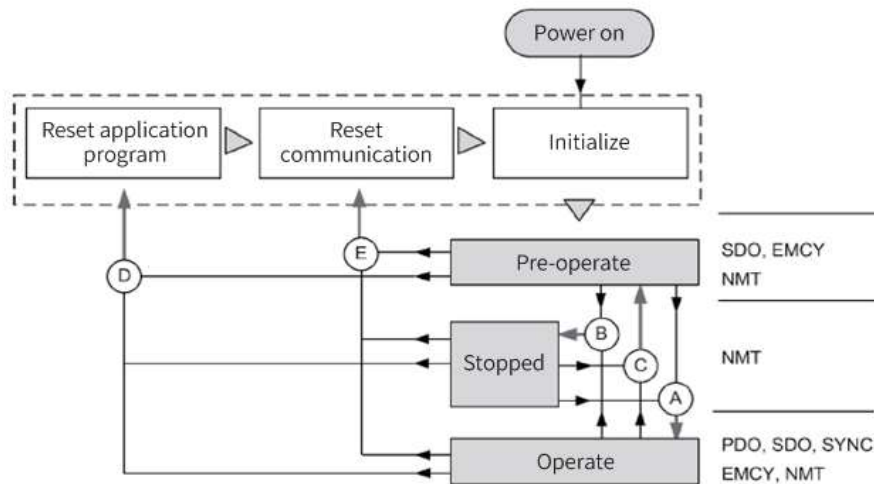 Power on
Reset application
program
Reset
communication
Initialize
E
Pre-operate
SDO, EMCY
D
NMT
B
Stopped
C
NMT
A
Operate
PDO, SDO, SYNC
EMCY, NMT